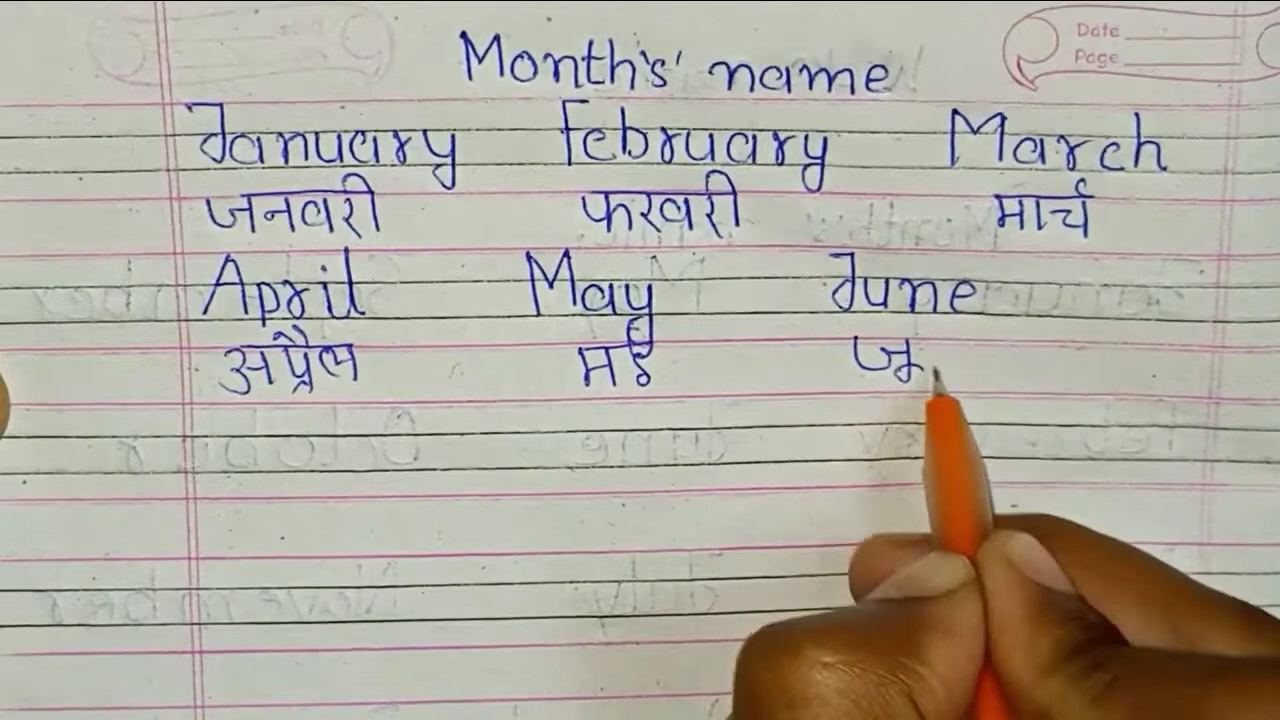 Date
Page
Month's' name
January February March
जनवरी फरवरी मार्च
April May June
अप्रैल मई जू